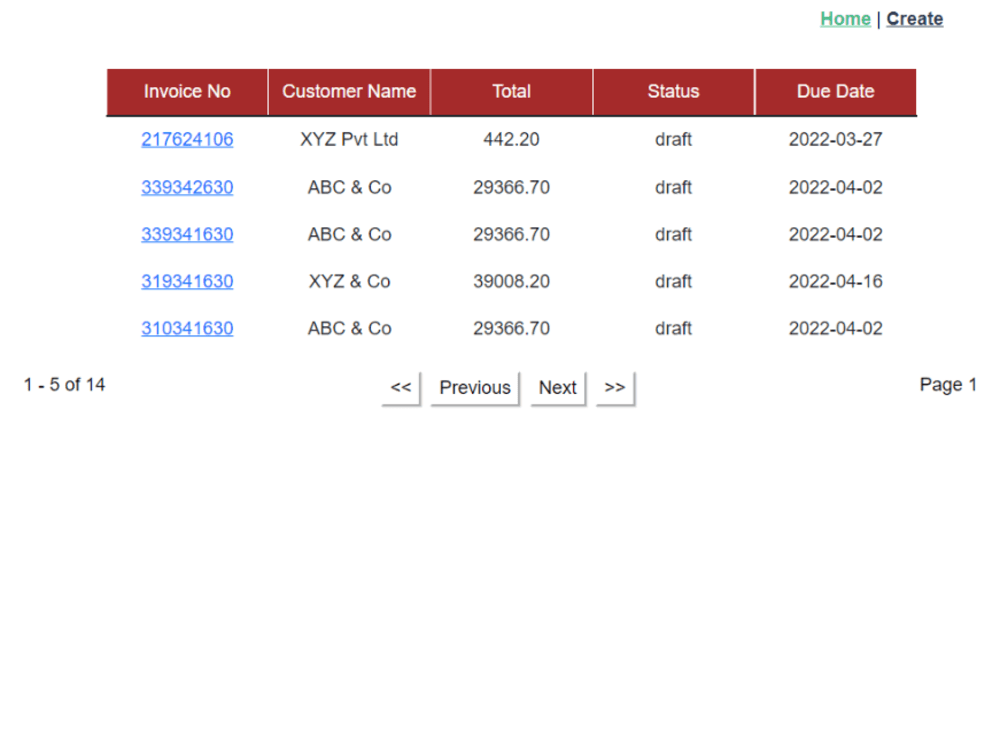 Home | Create
Invoice No Customer Name Total Status Due Date
217624106 XYZ Pvt Ltd 442.20 draft 2022-03-27
339342630 ABC & Co 29366.70 draft 2022-04-02
339341630 ABC & Co 29366.70 draft 2022-04-02
319341630 XYZ & Co 39008.20 draft 2022-04-16
310341630 ABC & Co 29366.70 draft 2022-04-02
1 - 5 of 14 << Previous Next >> Page 1